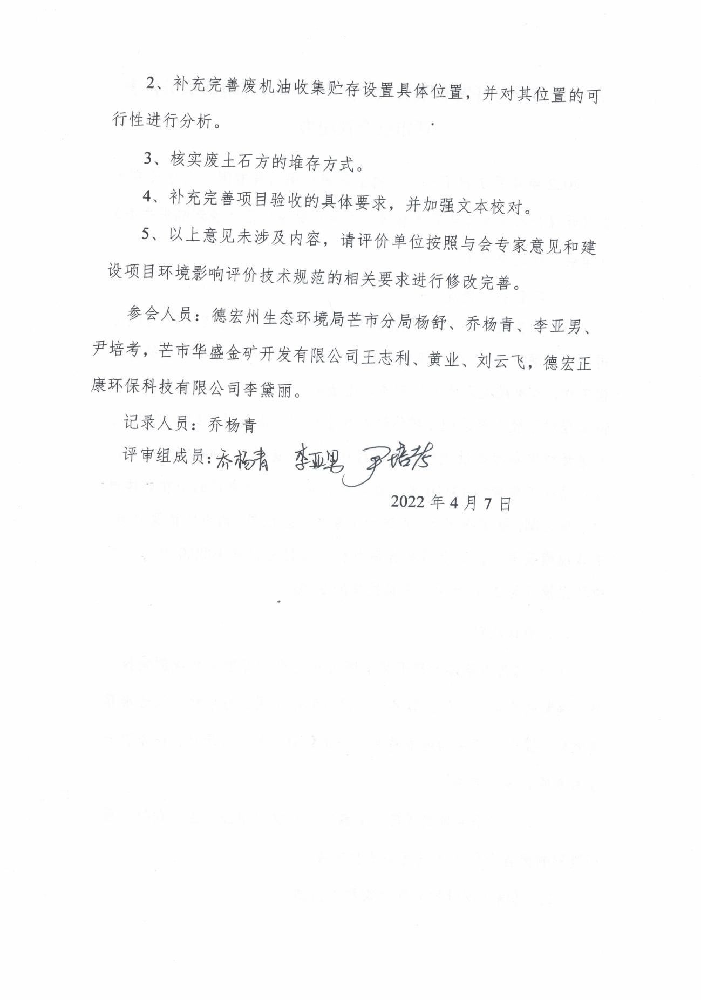 2、补充完善废机油收集贮存设置具体位置，并对其位置的可
行性进行分析。
3、核实废土石方的堆存方式。
4、补充完善项目验收的具体要求，并加强文本校对。
5、以上意见未涉及内容，请评价单位按照与会专家意见和建
设项目环境影响评价技术规范的相关要求进行修改完善。
参会人员：德宏州生态环境局芒市分局杨舒、乔杨青、李亚男、
尹培考，芒市华盛金矿开发有限公司王志利、黄业、刘云飞，德宏正
康环保科技有限公司李黛丽。
记录人员：乔杨青
评审组成员：乔杨青 李亚男 尹培考
2022 年 4 月 7 日